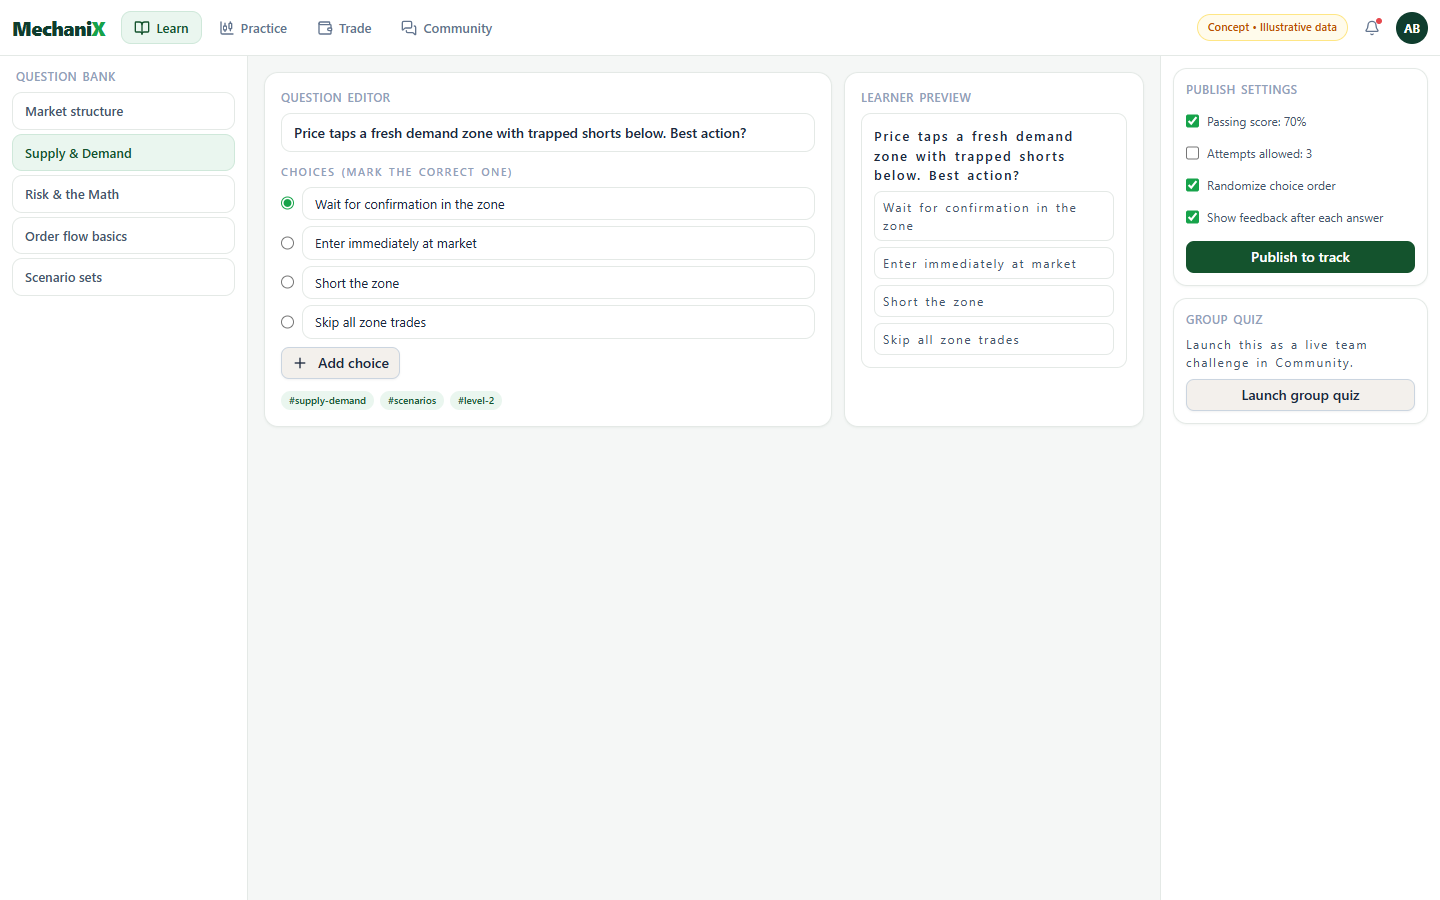 MechaniX
Learn
Practice
Trade
Community
Concept • Illustrative data
AB
QUESTION BANK
Market structure
Supply & Demand
Risk & the Math
Order flow basics
Scenario sets
QUESTION EDITOR
Price taps a fresh demand zone with trapped shorts below. Best action?
CHOICES (MARK THE CORRECT ONE)
Wait for confirmation in the zone
Enter immediately at market
Short the zone
Skip all zone trades
Add choice
#supply-demand #scenarios #level-2
LEARNER PREVIEW
Price taps a fresh demand
zone with trapped shorts
below. Best action?
Wait for confirmation in the
zone
Enter immediately at market
Short the zone
Skip all zone trades
PUBLISH SETTINGS
Passing score: 70%
Attempts allowed: 3
Randomize choice order
Show feedback after each answer
Publish to track
GROUP QUIZ
Launch this as a live team
challenge in Community.
Launch group quiz